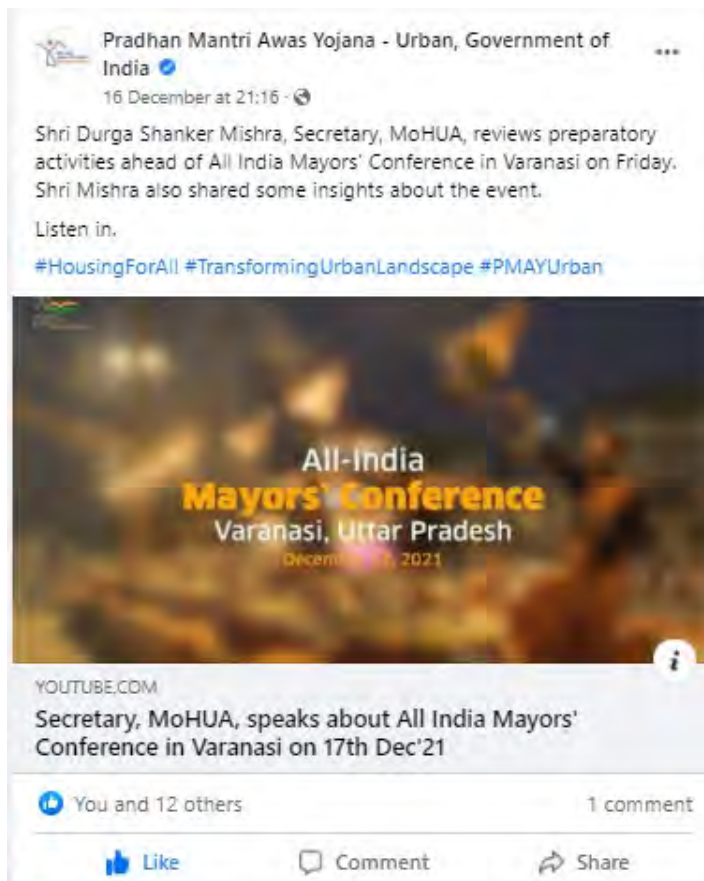 Pradhan Mantri Awas Yojana - Urban, Government of
India
16 December at 21:16 ·
Shri Durga Shanker Mishra, Secretary, MoHUA, reviews preparatory
activities ahead of All India Mayors' Conference in Varanasi on Friday.
Shri Mishra also shared some insights about the event.
Listen in.
#HousingForAll #TransformingUrbanLandscape #PMAYUrban
All-India
Mayors' Conference
Varanasi, Uttar Pradesh
2021
i
YOUTUBE.COM
Secretary, MoHUA, speaks about All India Mayors'
Conference in Varanasi on 17th Dec'21
You and 12 others
1 comment
Like
Comment
Share